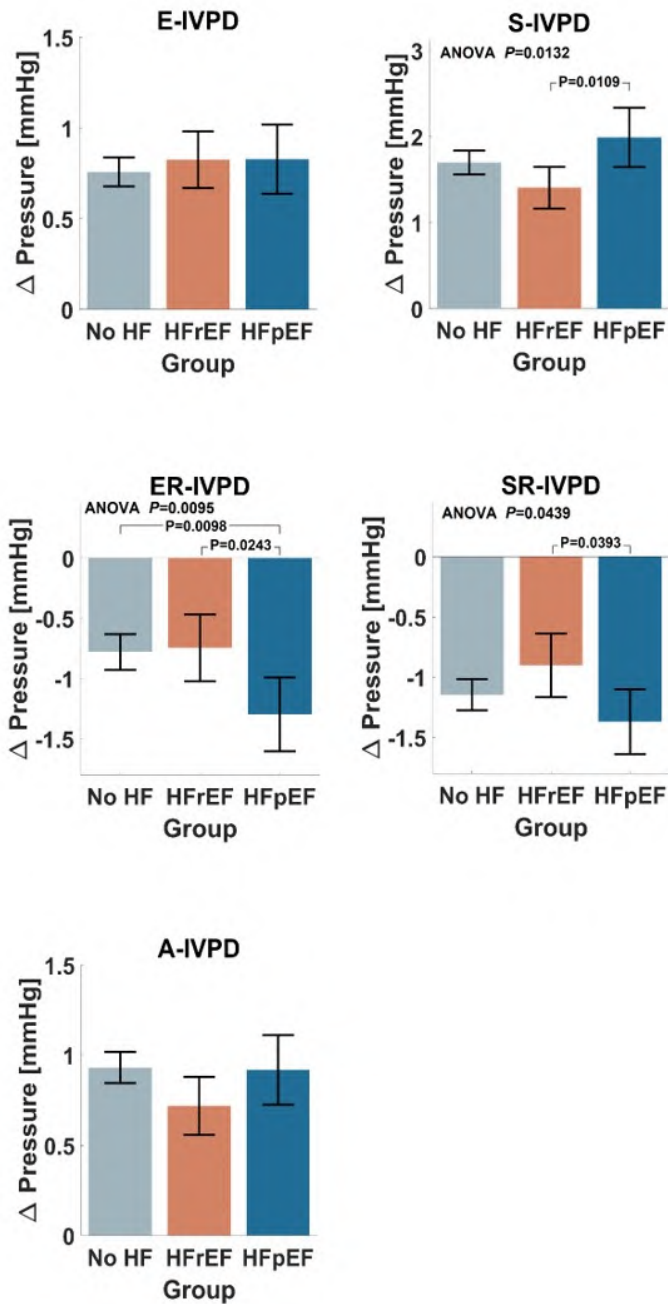 E-IVPD
1.5
1
0.5
0
Δ Pressure [mmHg]
No HF HFrEF HFpEF
Group
S-IVPD
ANOVA P=0.0132
P=0.0109
3
2
1
0
Δ Pressure [mmHg]
No HF HFrEF HFpEF
Group
ER-IVPD
ANOVA P=0.0095
P=0.0098
P=0.0243
0
-0.5
-1
-1.5
Δ Pressure [mmHg]
No HF HFrEF HFpEF
Group
SR-IVPD
ANOVA P=0.0439
P=0.0393
0
-0.5
-1
-1.5
Δ Pressure [mmHg]
No HF HFrEF HFpEF
Group
A-IVPD
1.5
1
0.5
0
Δ Pressure [mmHg]
No HF HFrEF HFpEF
Group